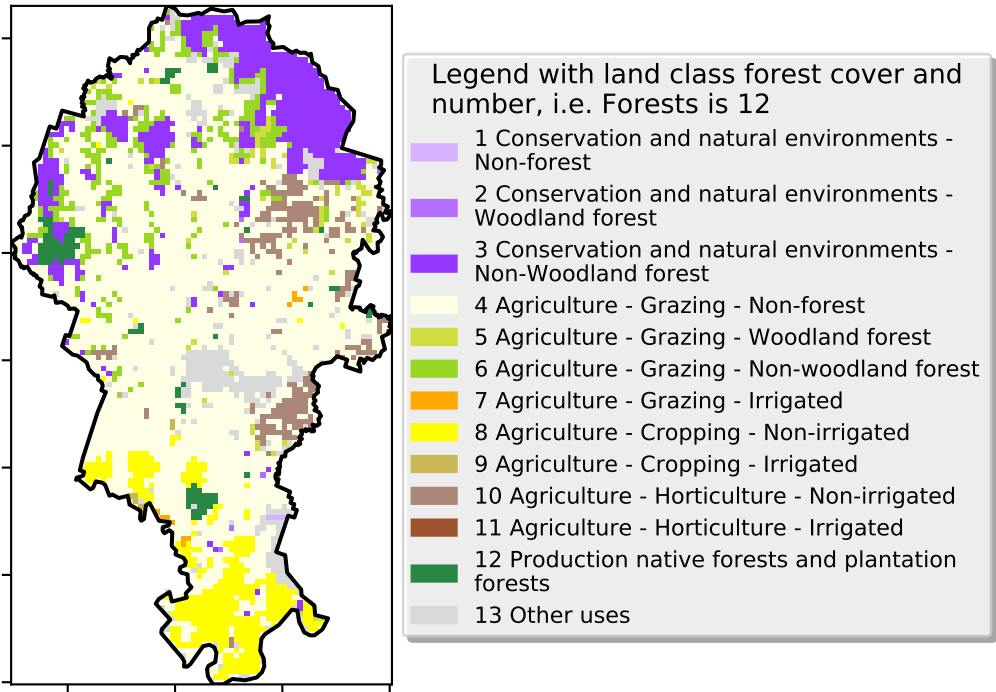 Legend with land class forest cover and
number, i.e. Forests is 12
1 Conservation and natural environments -
Non-forest
2 Conservation and natural environments -
Woodland forest
3 Conservation and natural environments -
Non-Woodland forest
4 Agriculture - Grazing - Non-forest
5 Agriculture - Grazing - Woodland forest
6 Agriculture - Grazing - Non-woodland forest
7 Agriculture - Grazing - Irrigated
8 Agriculture - Cropping - Non-irrigated
9 Agriculture - Cropping - Irrigated
10 Agriculture - Horticulture - Non-irrigated
11 Agriculture - Horticulture - Irrigated
12 Production native forests and plantation
forests
13 Other uses